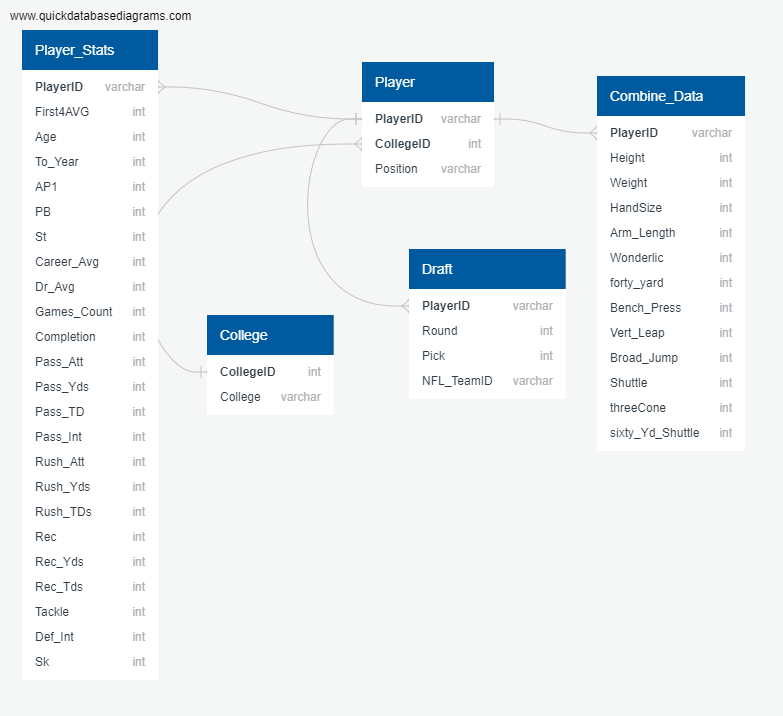 www.quickdatabasediagrams.com
Player_Stats
PlayerID varchar
First4AVG int
Age int
To_Year int
AP1 int
PB int
St int
Career_Avg int
Dr_Avg int
Games_Count int
Completion int
Pass_Att int
Pass_Yds int
Pass_TD int
Pass_Int int
Rush_Att int
Rush_Yds int
Rush_TDs int
Rec int
Rec_Yds int
Rec_Tds int
Tackle int
Def_Int int
Sk int
College
CollegeID int
College varchar
Player
PlayerID varchar
CollegeID int
Position varchar
Draft
PlayerID varchar
Round int
Pick int
NFL_TeamID varchar
Combine_Data
PlayerID varchar
Height int
Weight int
HandSize int
Arm_Length int
Wonderlic int
forty_yard int
Bench_Press int
Vert_Leap int
Broad_Jump int
Shuttle int
threeCone int
sixty_Yd_Shuttle int